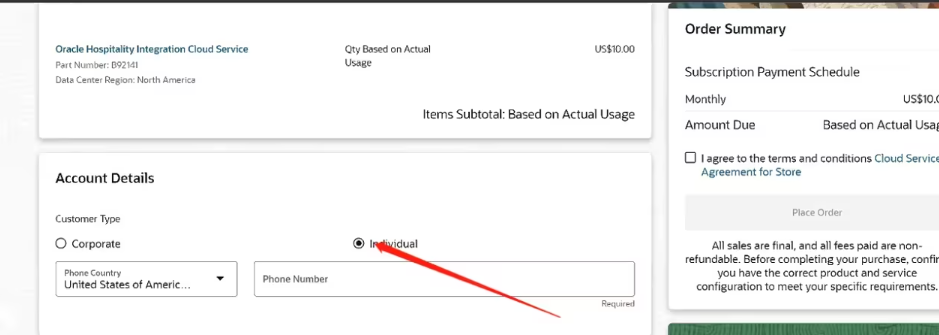 Oracle Hospitality Integration Cloud Service
Part Number: B92141
Data Center Region: North America
Qty Based on Actual
Usage
US$10.00
Items Subtotal: Based on Actual Usage
Account Details
Customer Type
Corporate
Individual
Phone Country
United States of Americ...
Phone Number
Required
Order Summary
Subscription Payment Schedule
Monthly
US$10.0
Amount Due
Based on Actual Usag
I agree to the terms and conditions Cloud Service
Agreement for Store
Place Order
All sales are final, and all fees paid are non-
refundable. Before completing your purchase, confir
you have the correct product and service
configuration to meet your specific requirements.